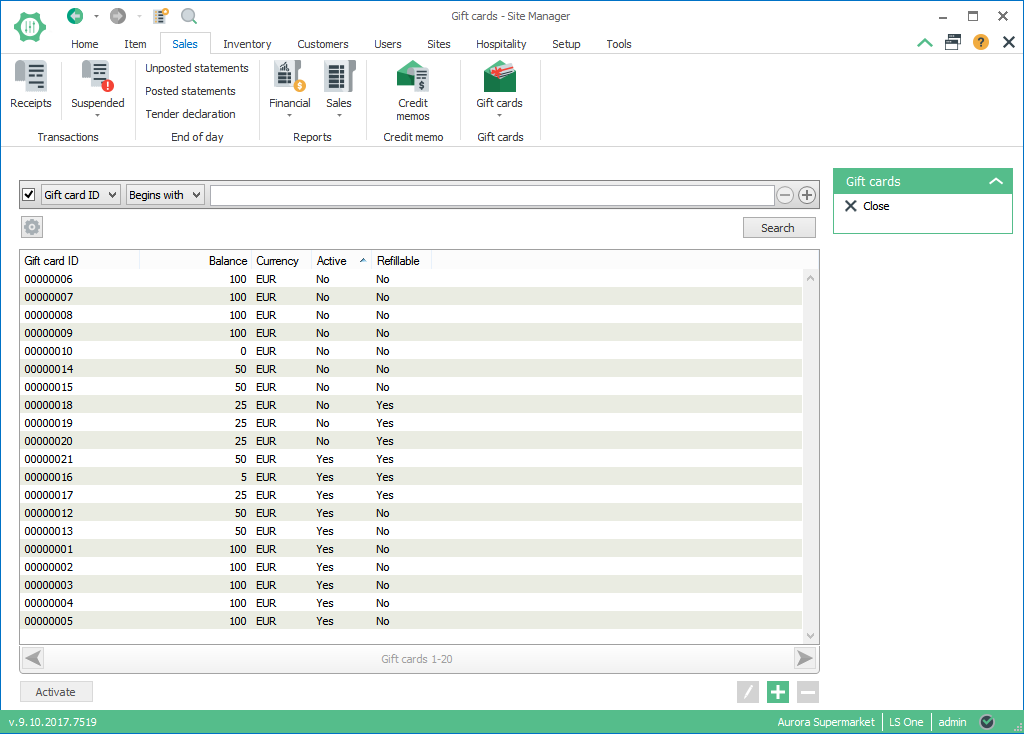 Gift cards - Site Manager
Home Item Sales Inventory Customers Users Sites Hospitality Setup Tools
?
Receipts
Suspended
Transactions
Unposted statements
Posted statements
Tender declaration
End of day
Financial
Sales
Reports
Credit
memos
Credit memo
Gift cards
Gift cards
Gift card ID Begins with
Search
Gift cards
Close
Gift card ID Balance Currency Active Refillable
00000006 100 EUR No No
00000007 100 EUR No No
00000008 100 EUR No No
00000009 100 EUR No No
00000010 0 EUR No No
00000014 50 EUR No No
00000015 50 EUR No No
00000018 25 EUR No Yes
00000019 25 EUR No Yes
00000020 25 EUR No Yes
00000021 50 EUR Yes Yes
00000016 5 EUR Yes Yes
00000017 25 EUR Yes Yes
00000012 50 EUR Yes No
00000013 50 EUR Yes No
00000001 100 EUR Yes No
00000002 100 EUR Yes No
00000003 100 EUR Yes No
00000004 100 EUR Yes No
00000005 100 EUR Yes No
Gift cards 1-20
Activate
v.9.10.2017.7519 Aurora Supermarket LS One admin